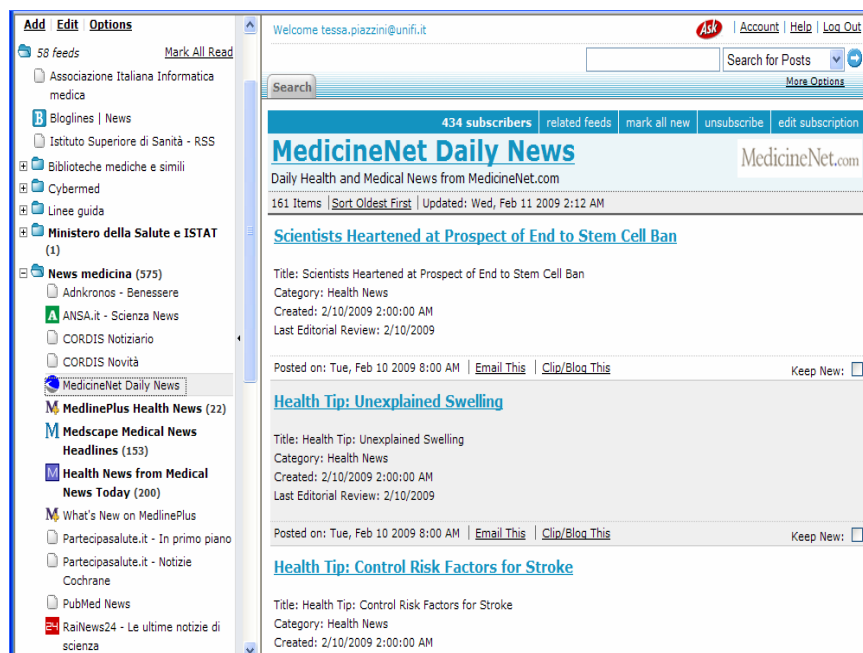 Add | Edit | Options
58 feeds Mark All Read
Associazione Italiana Informatica
medica
Bloglines | News
Istituto Superiore di Sanità - RSS
Biblioteche mediche e simili
Cybermed
Linee guida
Ministero della Salute e ISTAT
(1)
News medicina (575)
Adnkronos - Benessere
ANSA.it - Scienza News
CORDIS Notiziario
CORDIS Novità
MedicineNet Daily News
MedlinePlus Health News (22)
Medscape Medical News
Headlines (153)
Health News from Medical
News Today (200)
What's New on MedlinePlus
Partecipasalute.it - In primo piano
Partecipasalute.it - Notizie
Cochrane
PubMed News
RaiNews24 - Le ultime notizie di
scienza
Welcome tessa.piazzini@unifi.it
Ask | Account | Help | Log Out
Search for Posts
More Options
Search
434 subscribers | related feeds | mark all new | unsubscribe | edit subscription
MedicineNet Daily News
MedicineNet.com
Daily Health and Medical News from MedicineNet.com
161 Items | Sort Oldest First | Updated: Wed, Feb 11 2009 2:12 AM
Scientists Heartened at Prospect of End to Stem Cell Ban
Title: Scientists Heartened at Prospect of End to Stem Cell Ban
Category: Health News
Created: 2/10/2009 2:00:00 AM
Last Editorial Review: 2/10/2009
Posted on: Tue, Feb 10 2009 8:00 AM | Email This | Clip/Blog This Keep New:
Health Tip: Unexplained Swelling
Title: Health Tip: Unexplained Swelling
Category: Health News
Created: 2/10/2009 2:00:00 AM
Last Editorial Review: 2/10/2009
Posted on: Tue, Feb 10 2009 8:00 AM | Email This | Clip/Blog This Keep New:
Health Tip: Control Risk Factors for Stroke
Title: Health Tip: Control Risk Factors for Stroke
Category: Health News
Created: 2/10/2009 2:00:00 AM